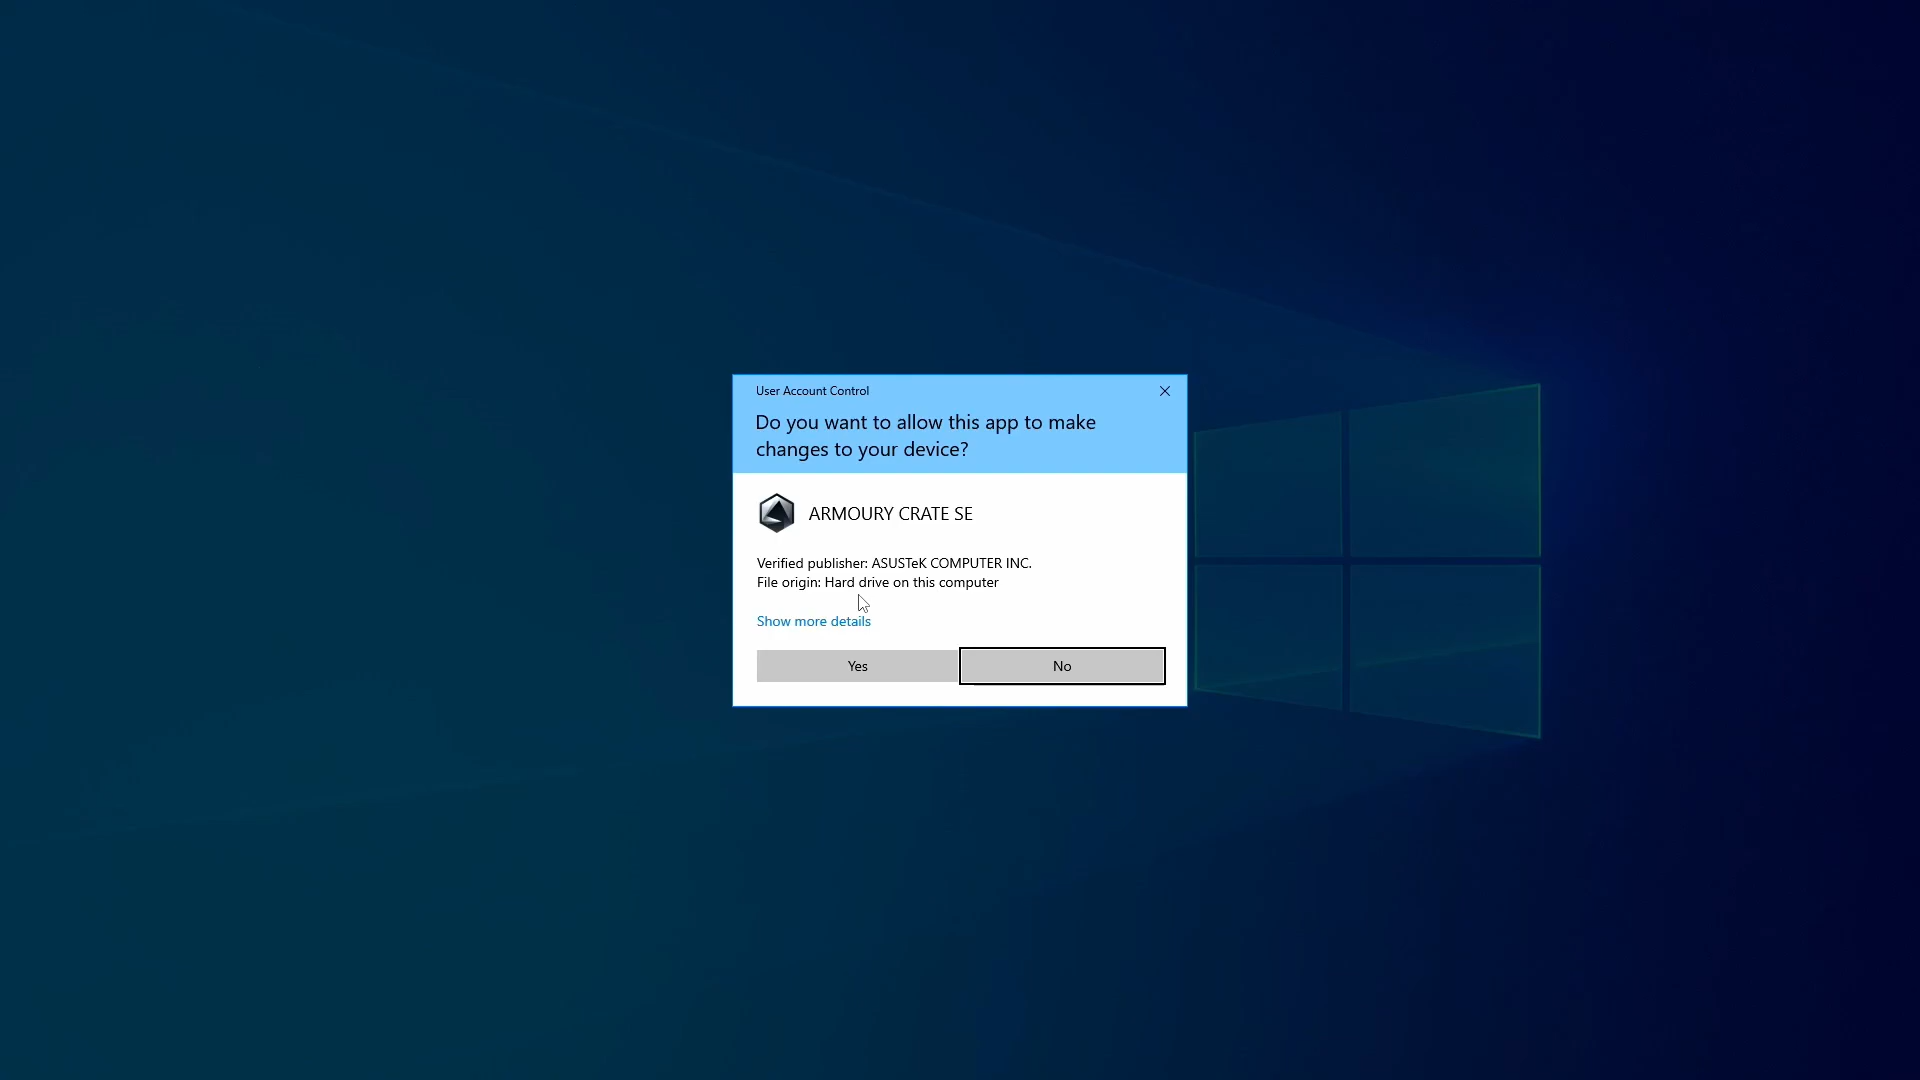 User Account Control
Do you want to allow this app to make
changes to your device?
ARMOURY CRATE SE
Verified publisher: ASUSTeK COMPUTER INC.
File origin: Hard drive on this computer
Show more details
Yes
No